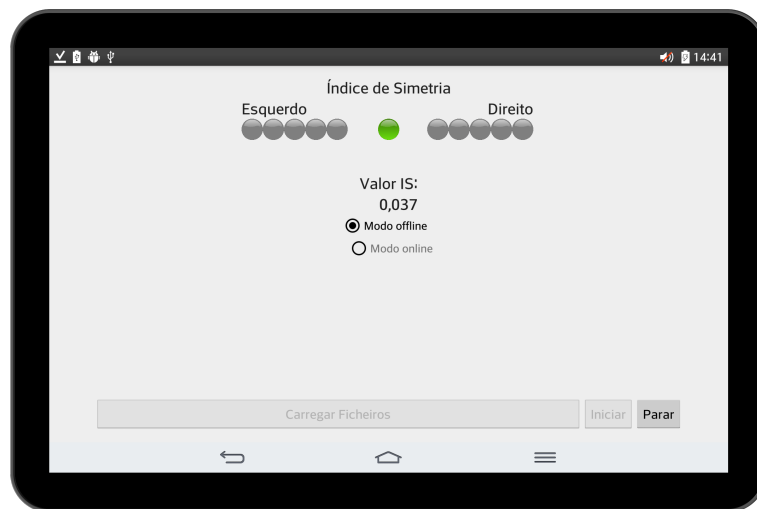 14:41
Índice de Simetria
Esquerdo Direito
Valor IS:
0,037
Modo offline
Modo online
Carregar Ficheiros Iniciar Parar